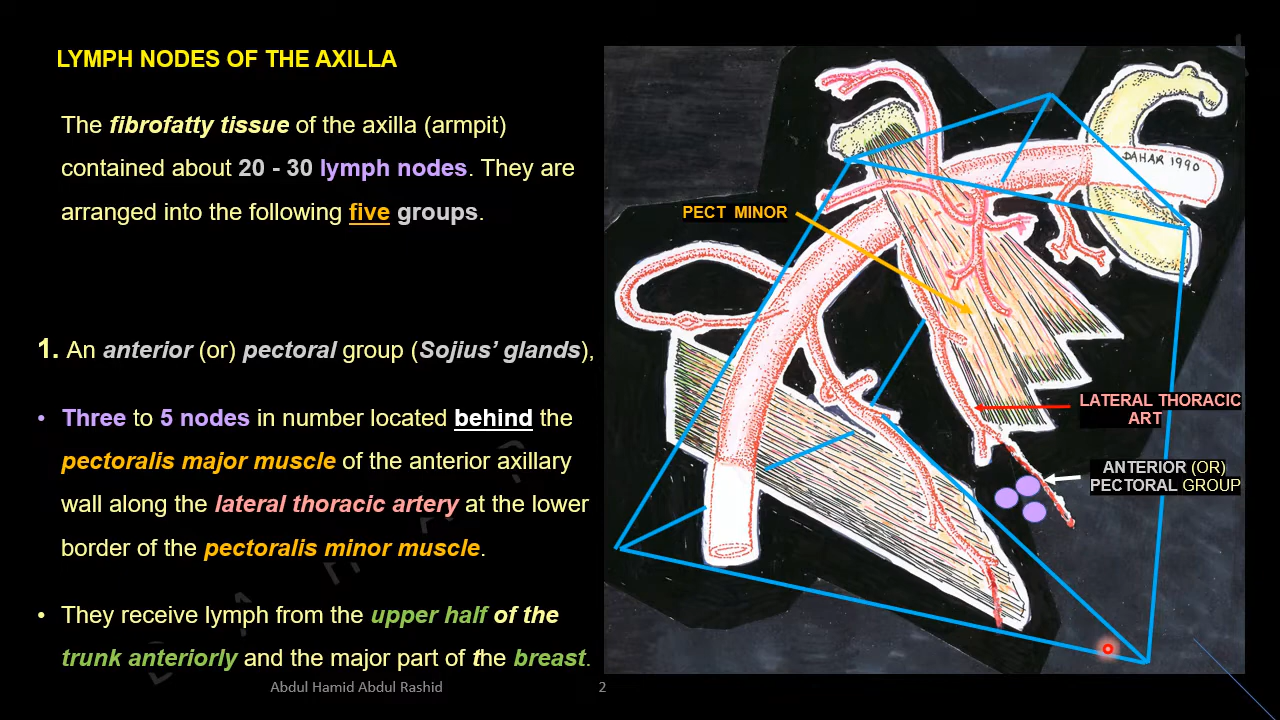 LYMPH NODES OF THE AXILLA
The fibrofatty tissue of the axilla (armpit)
contained about 20 - 30 lymph nodes. They are
arranged into the following five groups.
1. An anterior (or) pectoral group (Sojius’ glands),
• Three to 5 nodes in number located behind the
pectoralis major muscle of the anterior axillary
wall along the lateral thoracic artery at the lower
border of the pectoralis minor muscle.
• They receive lymph from the upper half of the
trunk anteriorly and the major part of the breast.
Abdul Hamid Abdul Rashid
2
DAHAR 1990
PECT MINOR
LATERAL THORACIC
ART
ANTERIOR (OR)
PECTORAL GROUP